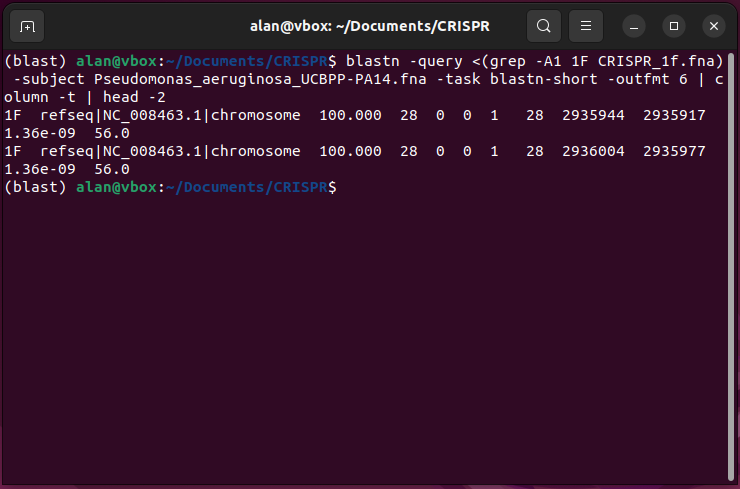 alan@vbox: ~/Documents/CRISPR
(blast) alan@vbox:~/Documents/CRISPR$ blastn -query <(grep -A1 1F CRISPR_1f.fna)
 -subject Pseudomonas_aeruginosa_UCBPP-PA14.fna -task blastn-short -outfmt 6 | c
olumn -t | head -2
1F  refseq|NC_008463.1|chromosome  100.000  28  0  0  1   28  2935944  2935917
1.36e-09  56.0
1F  refseq|NC_008463.1|chromosome  100.000  28  0  0  1   28  2936004  2935977
1.36e-09  56.0
(blast) alan@vbox:~/Documents/CRISPR$